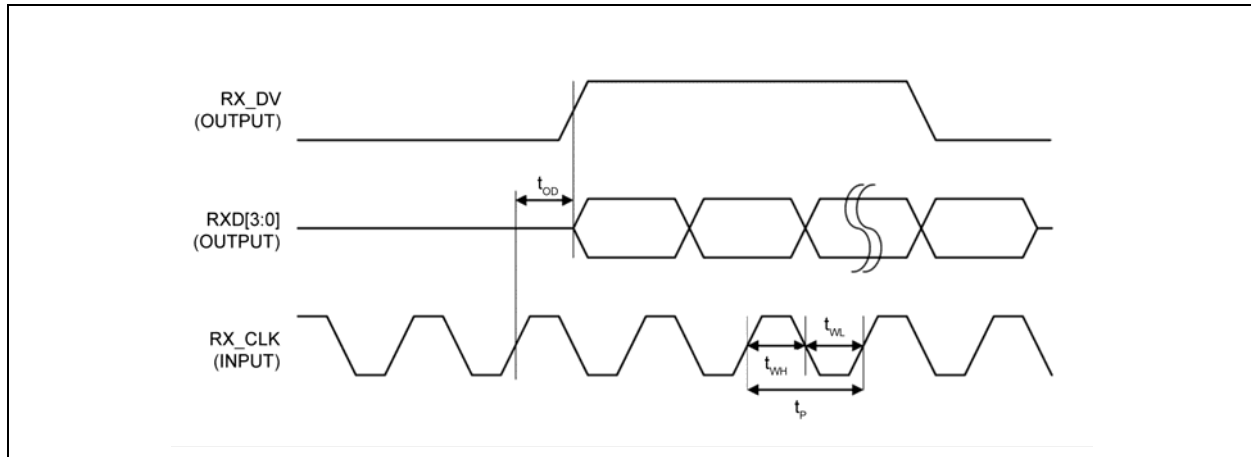 RX_DV
(OUTPUT)
tOD
RXD[3:0]
(OUTPUT)
RX_CLK
(INPUT)
tWL
tWH
tP